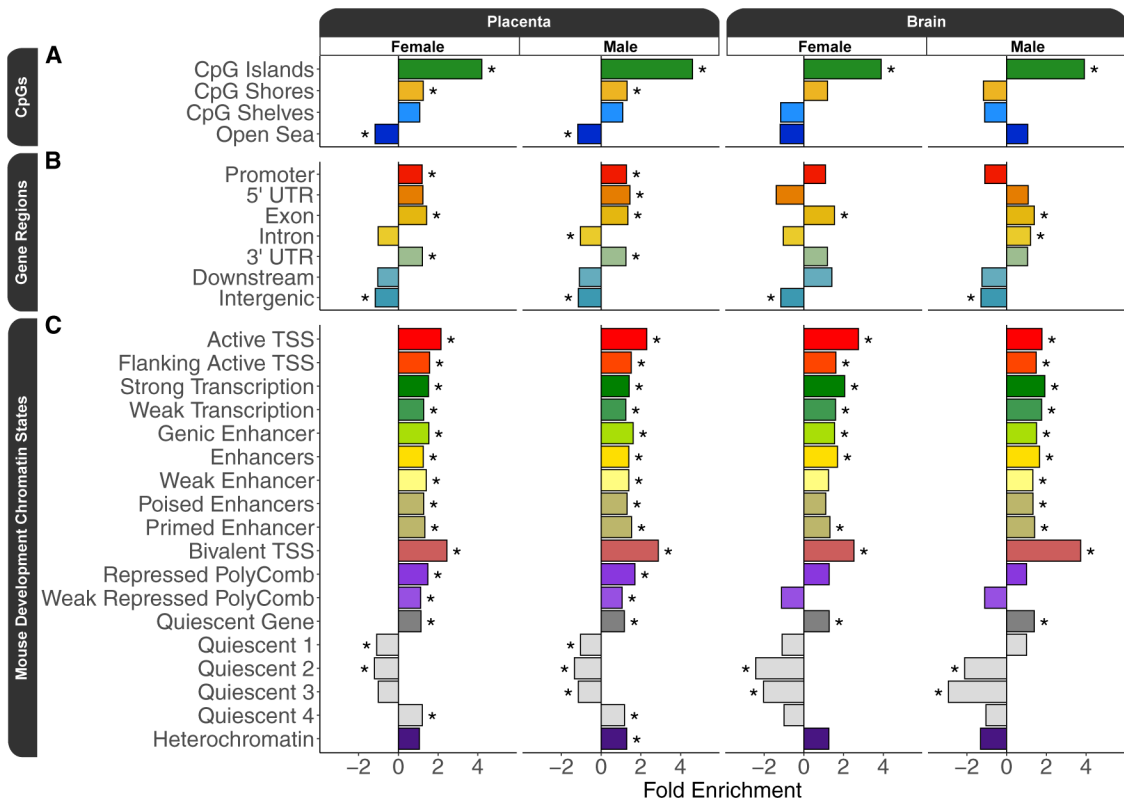 Placenta Brain
Female Male Female Male
A
CpGs
CpG Islands * * * *
CpG Shores * *
CpG Shelves
Open Sea * *
B
Gene Regions
Promoter * *
5' UTR *
Exon * * * *
Intron * *
3' UTR * *
Downstream
Intergenic * * * *
C
Mouse Development Chromatin States
Active TSS * * * *
Flanking Active TSS * * * *
Strong Transcription * * * *
Weak Transcription * * * *
Genic Enhancer * * * *
Enhancers * * * *
Weak Enhancer * * *
Poised Enhancers * * *
Primed Enhancer * * * *
Bivalent TSS * * * *
Repressed PolyComb * *
Weak Repressed PolyComb * *
Quiescent Gene * * * *
Quiescent 1 * *
Quiescent 2 * * * *
Quiescent 3 * * *
Quiescent 4 * *
Heterochromatin *
−2 0 2 4 −2 0 2 4 −2 0 2 4 −2 0 2 4
Fold Enrichment